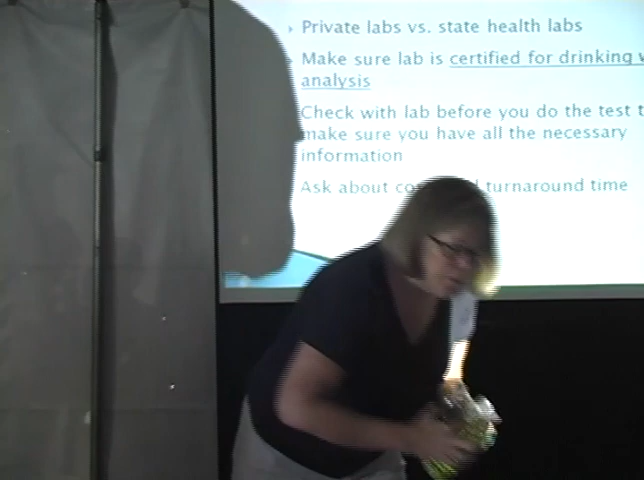 Private labs vs. state health labs
Make sure lab is certified for drinking
analysis
Check with lab before you do the test
make sure you have all the necessary
information
Ask about turnaround time